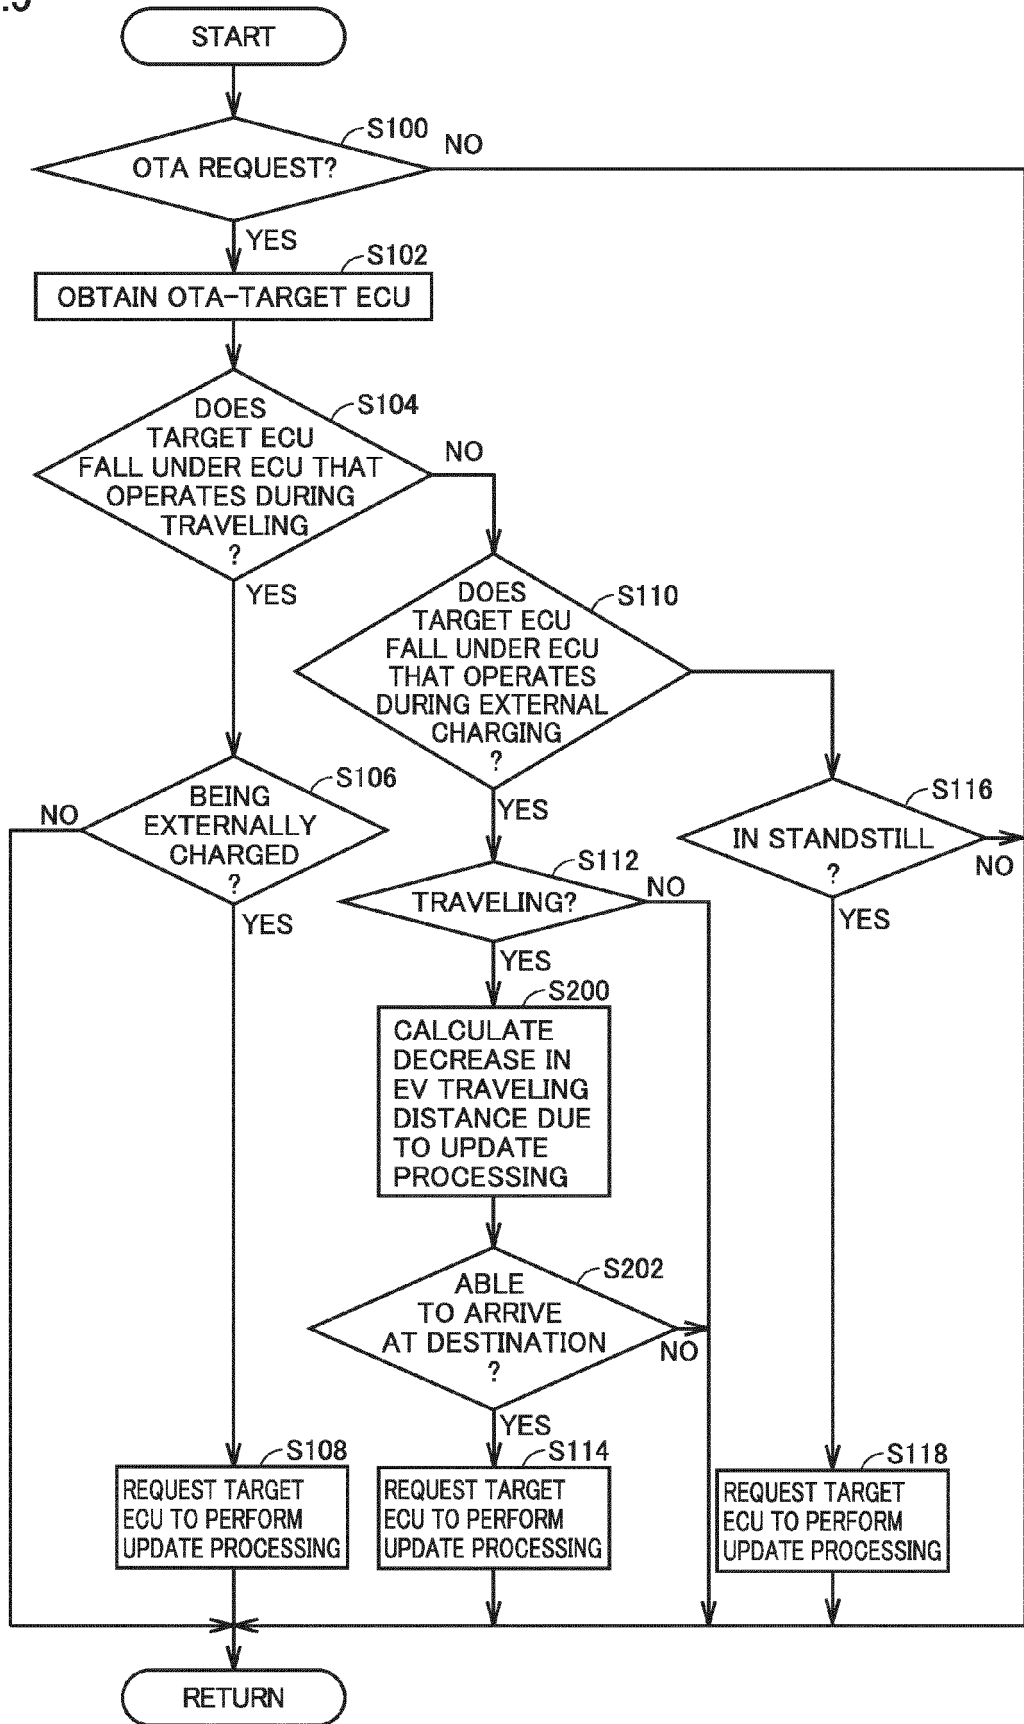 START
S100
NO
OTA REQUEST?
YES
S102
OBTAIN OTA-TARGET ECU
S104
DOES
TARGET ECU
FALL UNDER ECU THAT
OPERATES DURING
TRAVELING
?
NO
YES
S110
DOES
TARGET ECU
FALL UNDER ECU
THAT OPERATES
DURING EXTERNAL
CHARGING
?
YES
S106
NO
BEING
EXTERNALLY
CHARGED
?
YES
S116
IN STANDSTILL
?
NO
YES
S112
TRAVELING?
NO
YES
S200
CALCULATE
DECREASE IN
EV TRAVELING
DISTANCE DUE
TO UPDATE
PROCESSING
S202
ABLE
TO ARRIVE
AT DESTINATION
?
NO
YES
S108
REQUEST TARGET
ECU TO PERFORM
UPDATE PROCESSING
S114
REQUEST TARGET
ECU TO PERFORM
UPDATE PROCESSING
S118
REQUEST TARGET
ECU TO PERFORM
UPDATE PROCESSING
RETURN